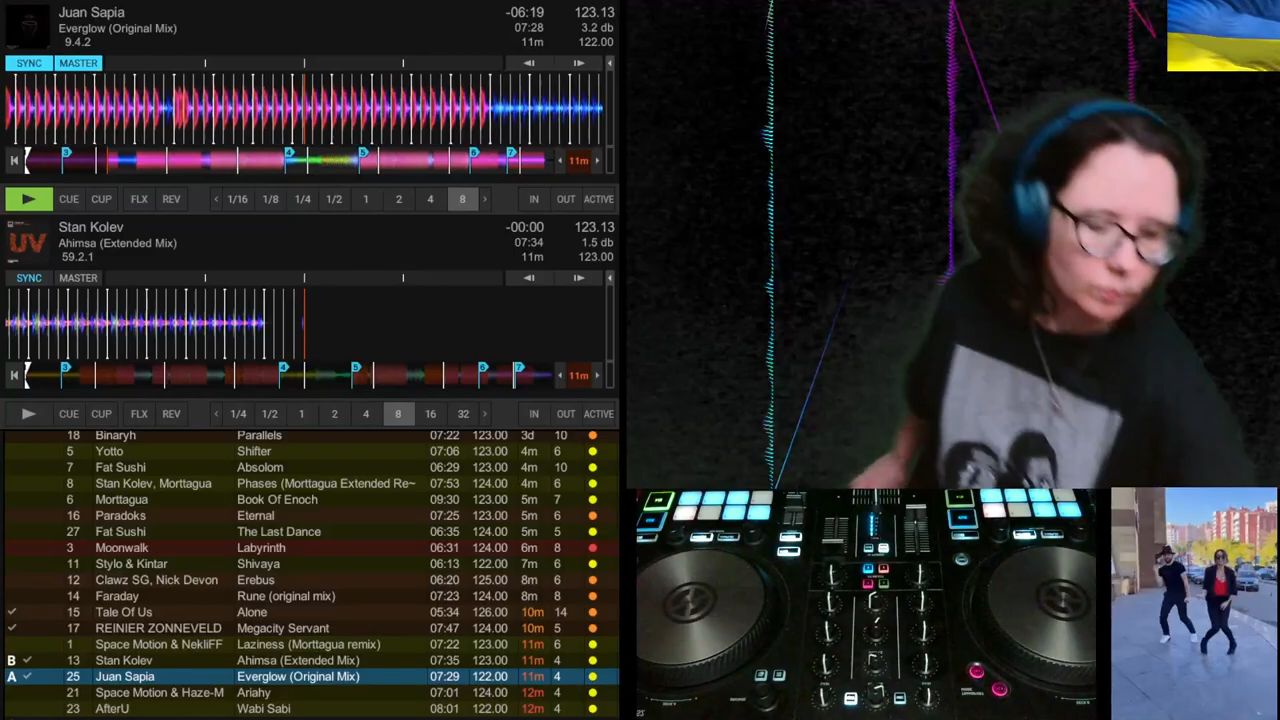 Juan Sapia -06:19 123.13
Everglow (Original Mix) 07:28 3.2 db
9.4.2 11m 122.00
SYNC MASTER
3 4 5 6 7 11m
CUE CUP FLX REV 1/16 1/8 1/4 1/2 1 2 4 8 IN OUT ACTIVE
UV
Stan Kolev -00:00 123.13
Ahimsa (Extended Mix) 07:34 1.5 db
59.2.1 11m 123.00
SYNC MASTER
3 4 5 6 7 11m
CUE CUP FLX REV 1/4 1/2 1 2 4 8 16 32 IN OUT ACTIVE
18 Binaryh Parallels 07:22 123.00 3d 10
5 Yotto Shifter 07:06 123.00 4m 6
7 Fat Sushi Absolom 06:29 123.00 4m 10
8 Stan Kolev, Morttagua Phases (Morttagua Extended Re~ 07:53 124.00 4m 6
6 Morttagua Book Of Enoch 09:30 123.00 5m 7
16 Paradoks Eternal 07:25 123.00 5m 6
27 Fat Sushi The Last Dance 06:35 124.00 5m 5
3 Moonwalk Labyrinth 06:31 124.00 6m 8
11 Stylo & Kintar Shivaya 06:13 122.00 7m 6
12 Clawz SG, Nick Devon Erebus 06:20 125.00 8m 6
14 Faraday Rune (original mix) 07:23 124.00 8m 8
15 Tale Of Us Alone 05:34 126.00 10m 14
17 REINIER ZONNEVELD Megacity Servant 07:47 124.00 10m 5
1 Space Motion & NekliFF Laziness (Morttagua remix) 07:22 123.00 11m 6
B 13 Stan Kolev Ahimsa (Extended Mix) 07:35 123.00 11m 4
A 25 Juan Sapia Everglow (Original Mix) 07:29 122.00 11m 4
21 Space Motion & Haze-M Ariahy 07:01 124.00 12m 4
23 AfterU Wabi Sabi 08:01 122.00 12m 4